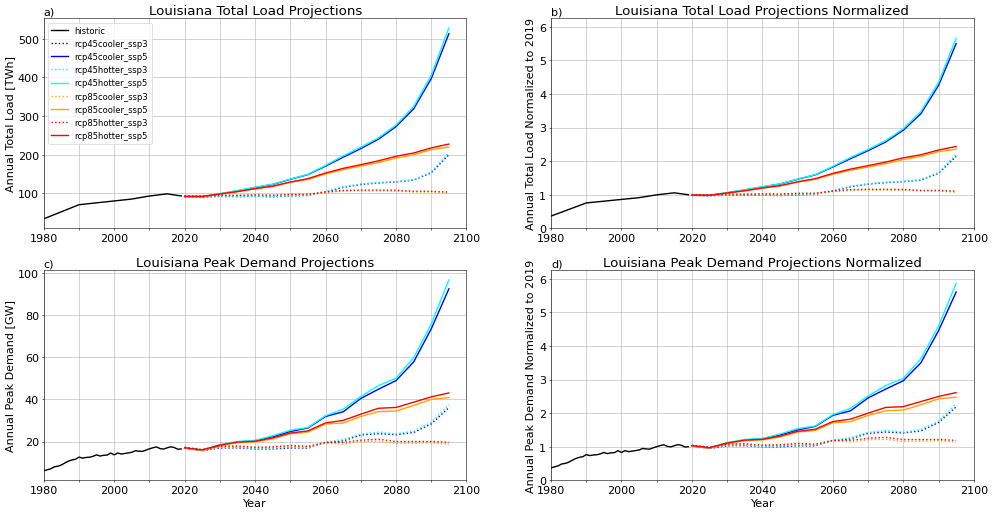 a)
Louisiana Total Load Projections
Annual Total Load [TWh]
500
400
300
200
100
historic
rcp45cooler_ssp3
rcp45cooler_ssp5
rcp45hotter_ssp3
rcp45hotter_ssp5
rcp85cooler_ssp3
rcp85cooler_ssp5
rcp85hotter_ssp3
rcp85hotter_ssp5
1980 2000 2020 2040 2060 2080 2100
b)
Louisiana Total Load Projections Normalized
Annual Total Load Normalized to 2019
6
5
4
3
2
1
0
1980 2000 2020 2040 2060 2080 2100
c)
Louisiana Peak Demand Projections
Annual Peak Demand [GW]
100
80
60
40
20
1980 2000 2020 2040 2060 2080 2100
Year
d)
Louisiana Peak Demand Projections Normalized
Annual Peak Demand Normalized to 2019
6
5
4
3
2
1
0
1980 2000 2020 2040 2060 2080 2100
Year